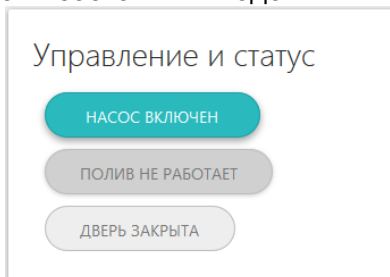 Управление и статус
НАСОС ВКЛЮЧЕН
ПОЛИВ НЕ РАБОТАЕТ
ДВЕРЬ ЗАКРЫТА